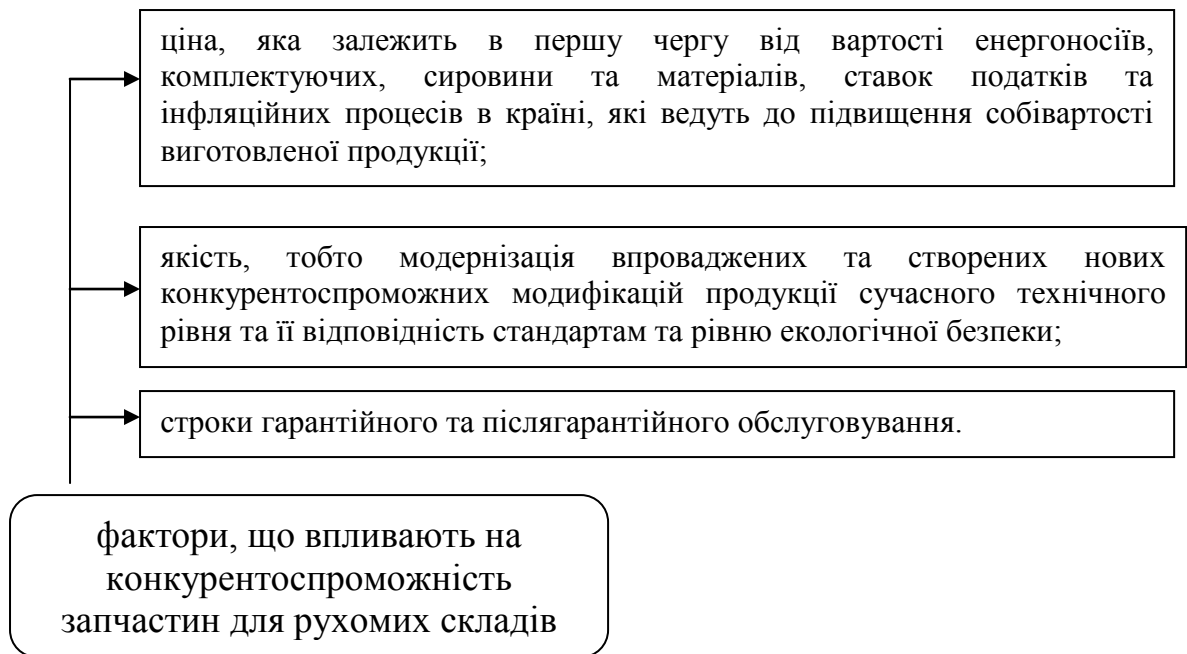 ціна, яка залежить в першу чергу від вартості енергоносіїв,
комплектуючих, сировини та матеріалів, ставок податків та
інфляційних процесів в країні, які ведуть до підвищення собівартості
виготовленої продукції;
якість, тобто модернізація впроваджених та створених нових
конкурентоспроможних модифікацій продукції сучасного технічного
рівня та її відповідність стандартам та рівню екологічної безпеки;
строки гарантійного та післягарантійного обслуговування.
фактори, що впливають на
конкурентоспроможність
запчастин для рухомих складів